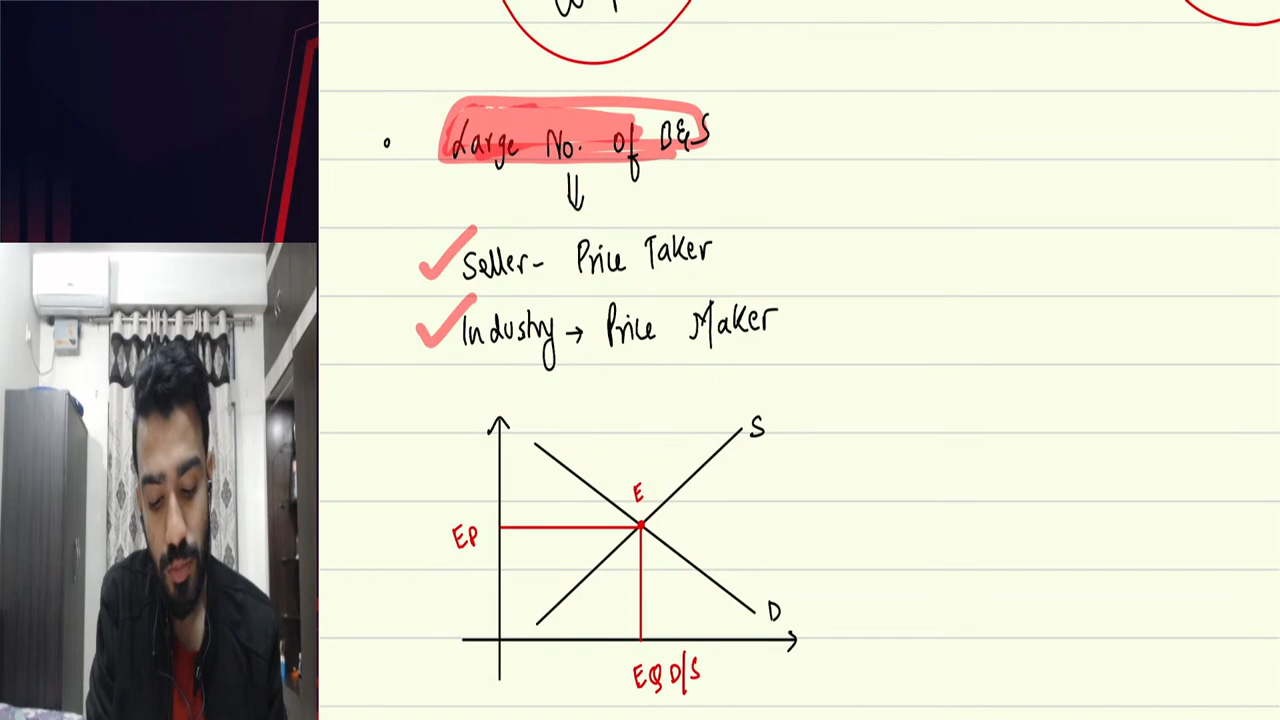 Large No. of B&S
Seller- Price Taker
Industry → Price Maker
S
E
EP
D
EQ D/S